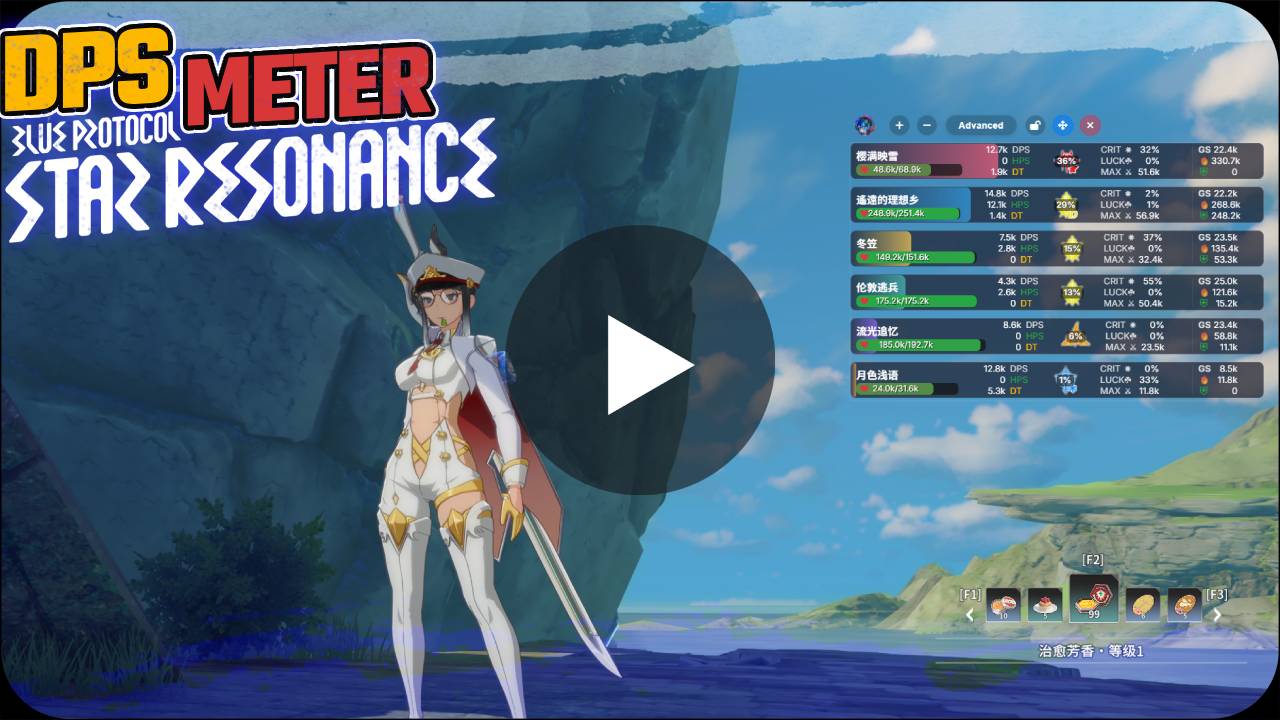 DPS METER
BLUE PROTOCOL
STAR RESONANCE
+ − Advanced ×
樱满映雪
48.6k/68.9k
12.7k DPS
0 HPS
1.9k DT
36%
CRIT 32%
LUCK 0%
MAX 51.6k
GS 22.4k
330.7k
0
遙遠的理想乡
248.9k/251.4k
14.8k DPS
12.1k HPS
1.4k DT
29%
CRIT 2%
LUCK 1%
MAX 56.9k
GS 22.2k
268.6k
248.2k
冬笠
149.2k/151.6k
7.5k DPS
2.8k HPS
0 DT
15%
CRIT 37%
LUCK 0%
MAX 32.4k
GS 23.5k
135.4k
53.3k
伦敦逃兵
175.2k/175.2k
4.3k DPS
2.6k HPS
0 DT
13%
CRIT 55%
LUCK 0%
MAX 50.4k
GS 25.0k
121.6k
15.2k
流光追忆
185.0k/192.7k
8.6k DPS
0 HPS
0 DT
6%
CRIT 0%
LUCK 0%
MAX 23.5k
GS 23.4k
58.8k
11.1k
月色浅语
24.0k/31.6k
12.8k DPS
0 HPS
5.3k DT
1%
CRIT 0%
LUCK 33%
MAX 11.8k
GS 8.5k
11.8k
0
[F2]
[F1]
[F3]
10
5
99
治愈芳香·等级1